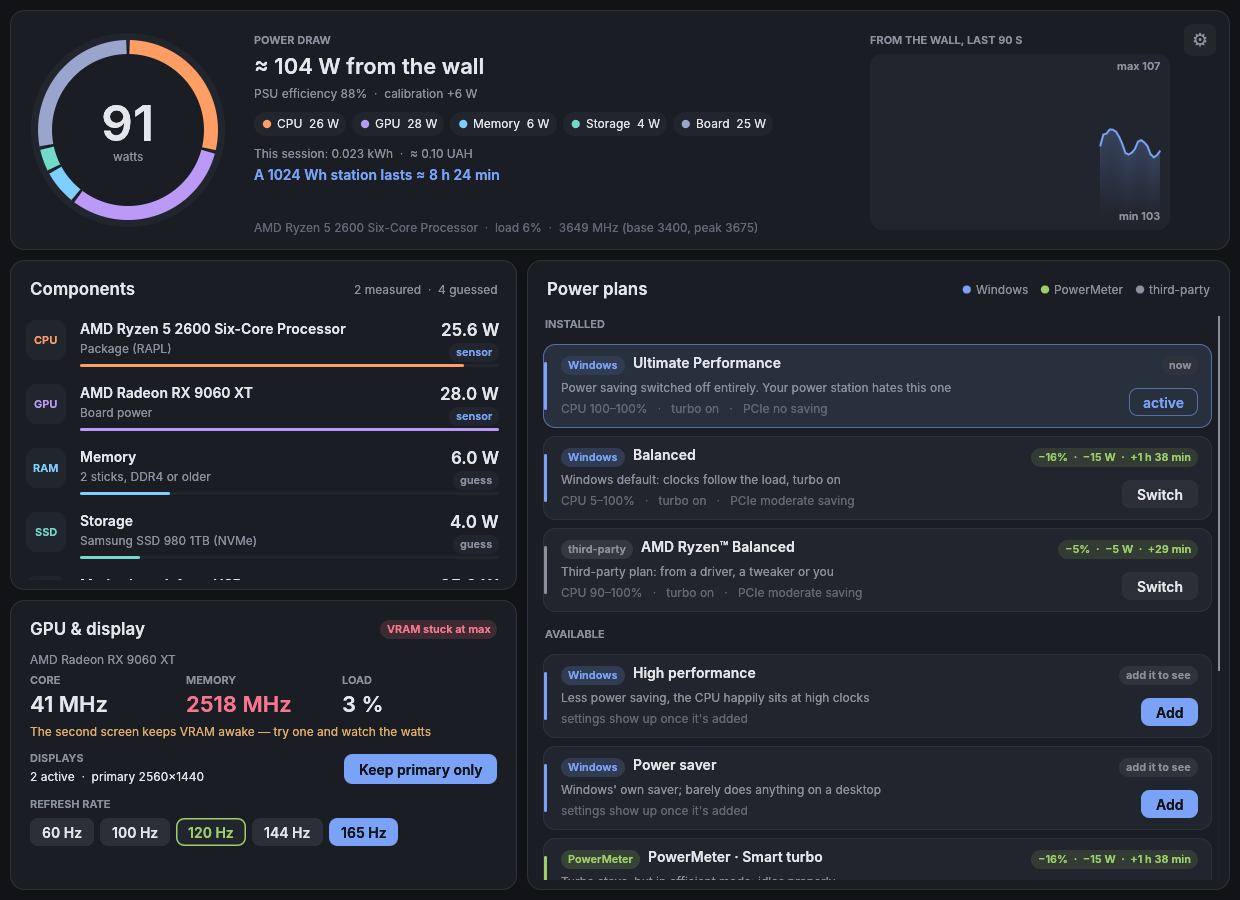 91
watts
POWER DRAW
≈ 104 W from the wall
PSU efficiency 88% · calibration +6 W
CPU 26 W GPU 28 W Memory 6 W Storage 4 W Board 25 W
This session: 0.023 kWh · ≈ 0.10 UAH
A 1024 Wh station lasts ≈ 8 h 24 min
AMD Ryzen 5 2600 Six-Core Processor · load 6% · 3649 MHz (base 3400, peak 3675)
FROM THE WALL, LAST 90 S
max 107
min 103
Components
2 measured · 4 guessed
CPU
AMD Ryzen 5 2600 Six-Core Processor
25.6 W
Package (RAPL)
sensor
GPU
AMD Radeon RX 9060 XT
28.0 W
Board power
sensor
RAM
Memory
6.0 W
2 sticks, DDR4 or older
guess
SSD
Storage
4.0 W
Samsung SSD 980 1TB (NVMe)
guess
GPU & display
VRAM stuck at max
AMD Radeon RX 9060 XT
CORE MEMORY LOAD
41 MHz 2518 MHz 3 %
The second screen keeps VRAM awake — try one and watch the watts
DISPLAYS
2 active · primary 2560×1440
Keep primary only
REFRESH RATE
60 Hz 100 Hz 120 Hz 144 Hz 165 Hz
Power plans
Windows PowerMeter third-party
INSTALLED
Windows Ultimate Performance
now
Power saving switched off entirely. Your power station hates this one
CPU 100–100% · turbo on · PCIe no saving
active
Windows Balanced
−16% · −15 W · +1 h 38 min
Windows default: clocks follow the load, turbo on
CPU 5–100% · turbo on · PCIe moderate saving
Switch
third-party AMD Ryzen™ Balanced
−5% · −5 W · +29 min
Third-party plan: from a driver, a tweaker or you
CPU 90–100% · turbo on · PCIe moderate saving
Switch
AVAILABLE
Windows High performance
add it to see
Less power saving, the CPU happily sits at high clocks
settings show up once it's added
Add
Windows Power saver
add it to see
Windows' own saver; barely does anything on a desktop
settings show up once it's added
Add
PowerMeter PowerMeter · Smart turbo
−16% · −15 W · +1 h 38 min